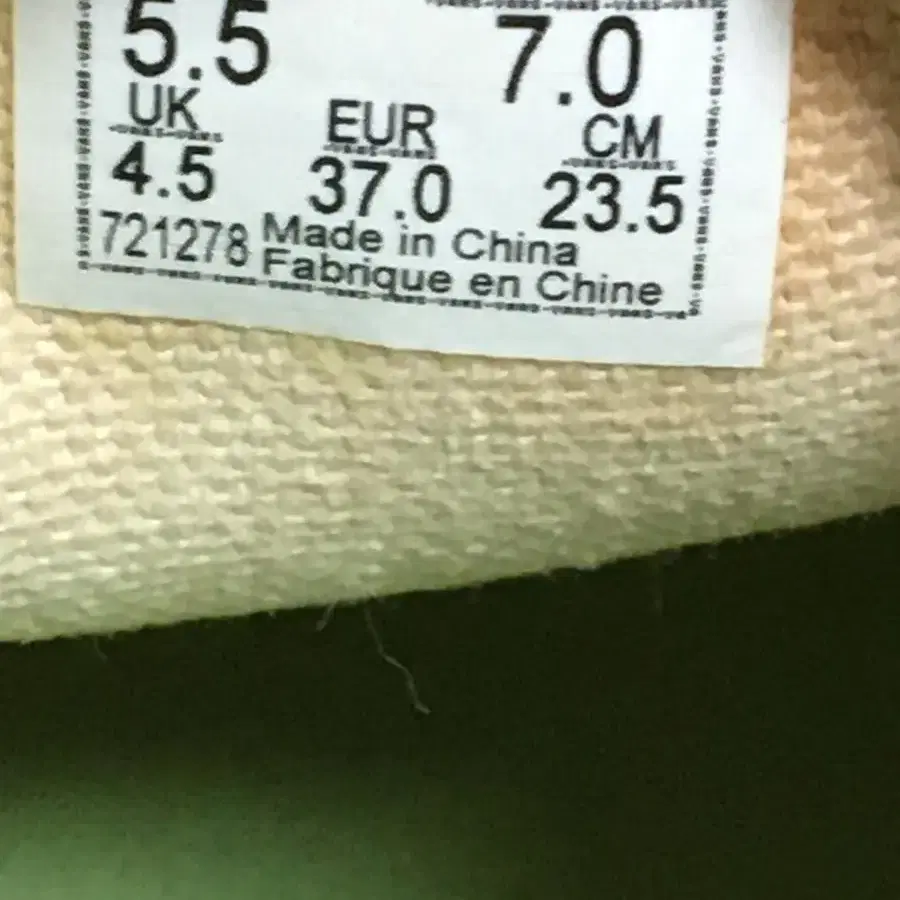 5.5 7.0
UK EUR CM
4.5 37.0 23.5
721278 Made in China
Fabrique en Chine